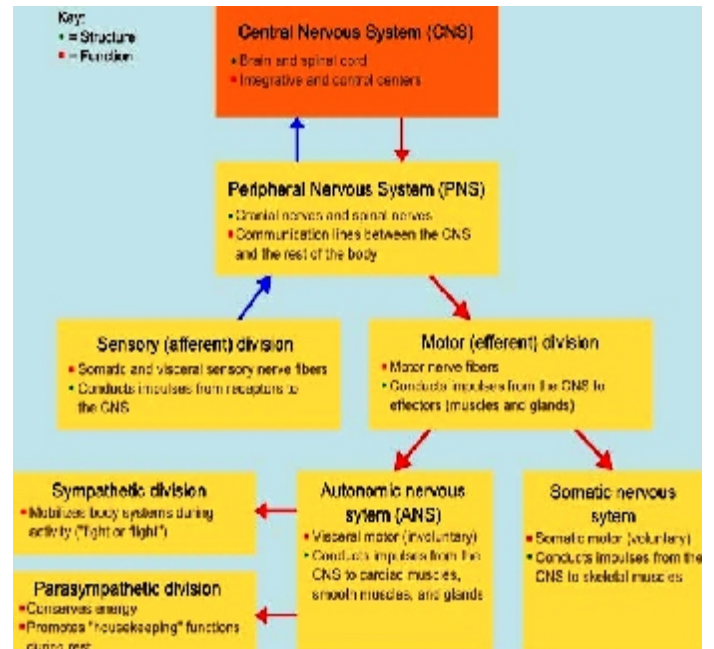 Key:
= Structure
= Function
Central Nervous System (CNS)
Brain and spinal cord
Integrative and control centers
Peripheral Nervous System (PNS)
Cranial nerves and spinal nerves
Communication lines between the CNS
and the rest of the body
Sensory (afferent) division
Somatic and visceral sensory nerve fibers
Conducts impulses from receptors to
the CNS
Motor (efferent) division
Motor nerve fibers
Conducts impulses from the CNS to
effectors (muscles and glands)
Sympathetic division
Mobilizes body systems during
activity ("fight or flight")
Parasympathetic division
Conserves energy
Promotes "housekeeping" functions
during rest
Autonomic nervous
sytem (ANS)
Visceral motor (involuntary)
Conducts impulses from the
CNS to cardiac muscles,
smooth muscles, and glands
Somatic nervous
sytem
Somatic motor (voluntary)
Conducts impulses from the
CNS to skeletal muscles